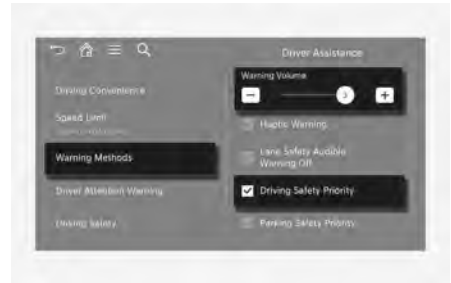 Driver Assistance
Driving Convenience
Speed Limit
Warning Methods
Driver Attention Warning
Driving Safety
Warning Volume
Haptic Warning
Lane Safety Audible
Warning Off
Driving Safety Priority
Parking Safety Priority